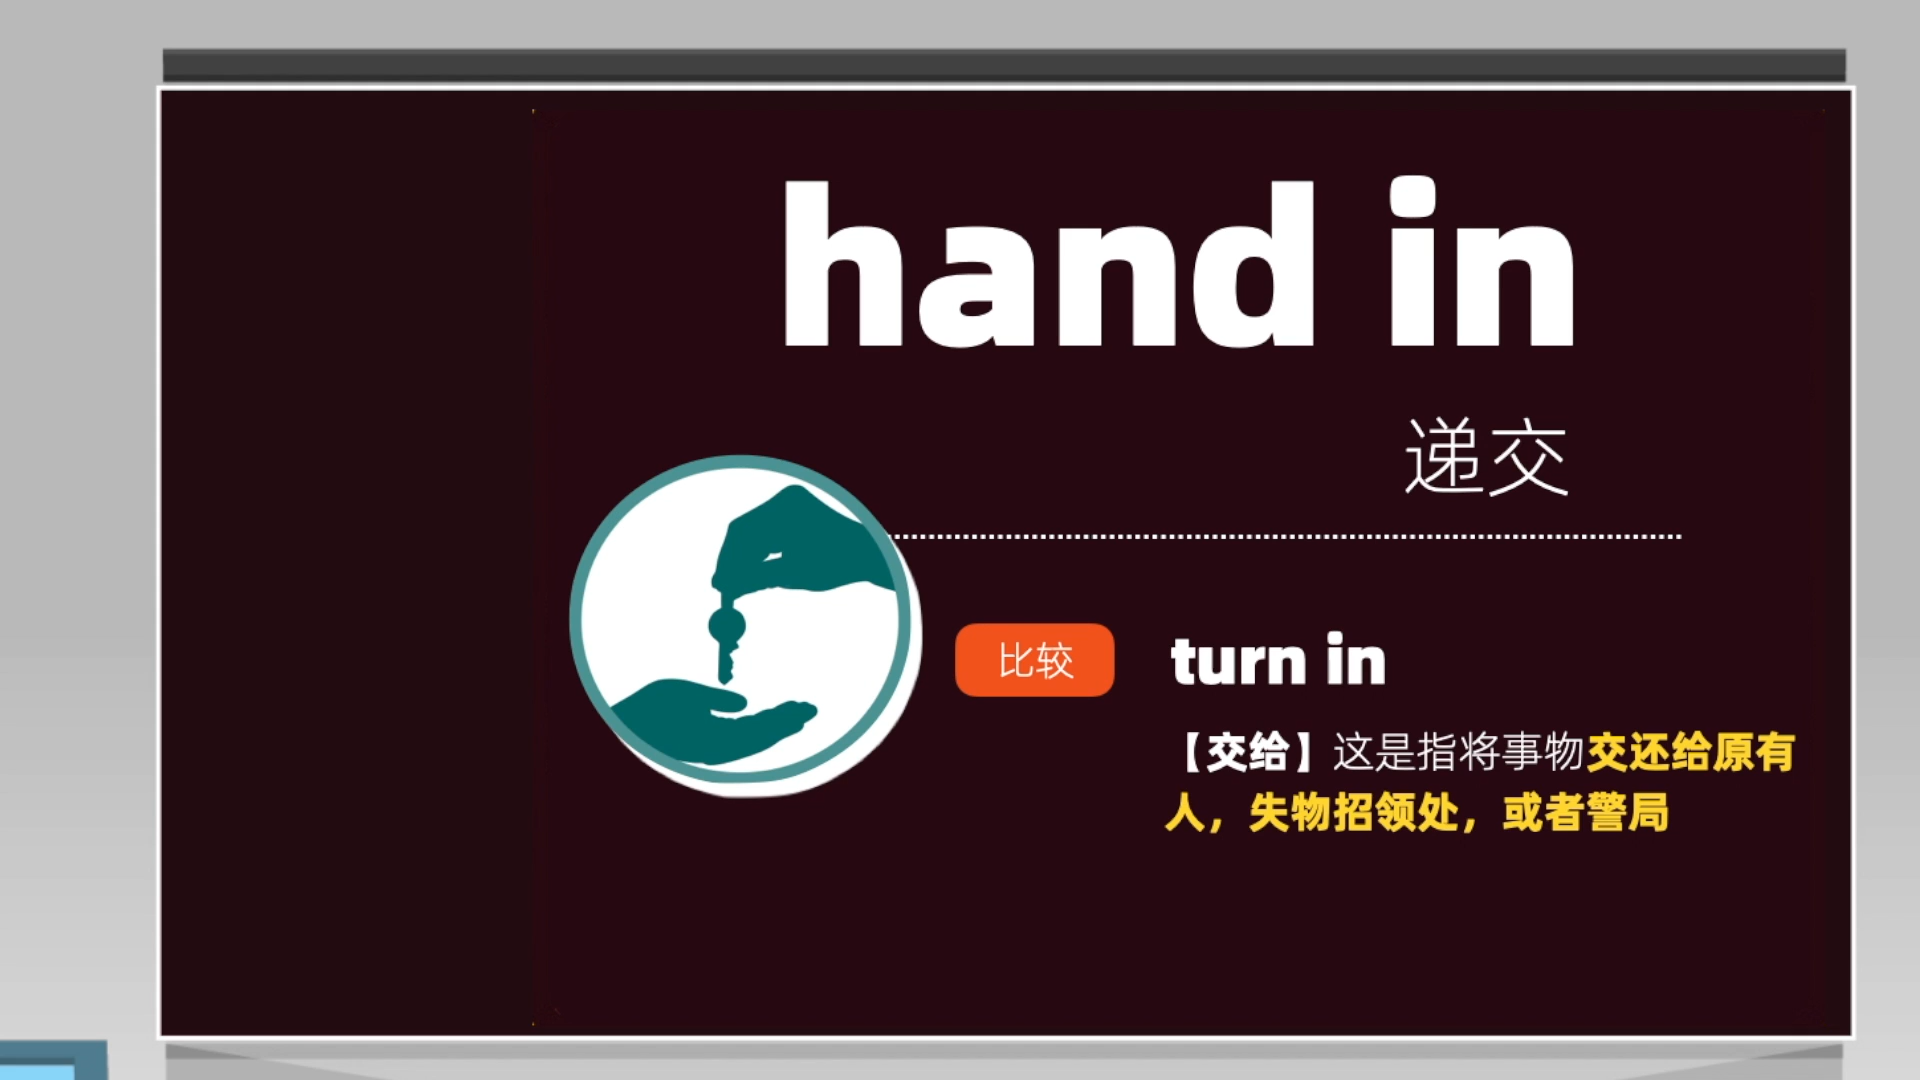 hand in
递交
比较 turn in
【交给】这是指将事物交还给原有
人，失物招领处，或者警局